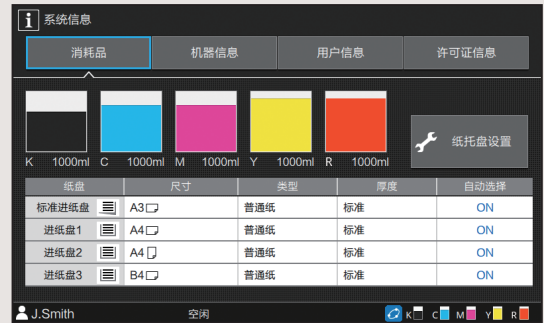 i 系统信息
消耗品 机器信息 用户信息 许可证信息
K 1000ml C 1000ml M 1000ml Y 1000ml R 1000ml
纸托盘设置
纸盘 尺寸 类型 厚度 自动选择
标准进纸盘 A3 普通纸 标准 ON
进纸盘1 A4 普通纸 标准 ON
进纸盘2 A4 普通纸 标准 ON
进纸盘3 B4 普通纸 标准 ON
J.Smith 空闲 K C M Y R